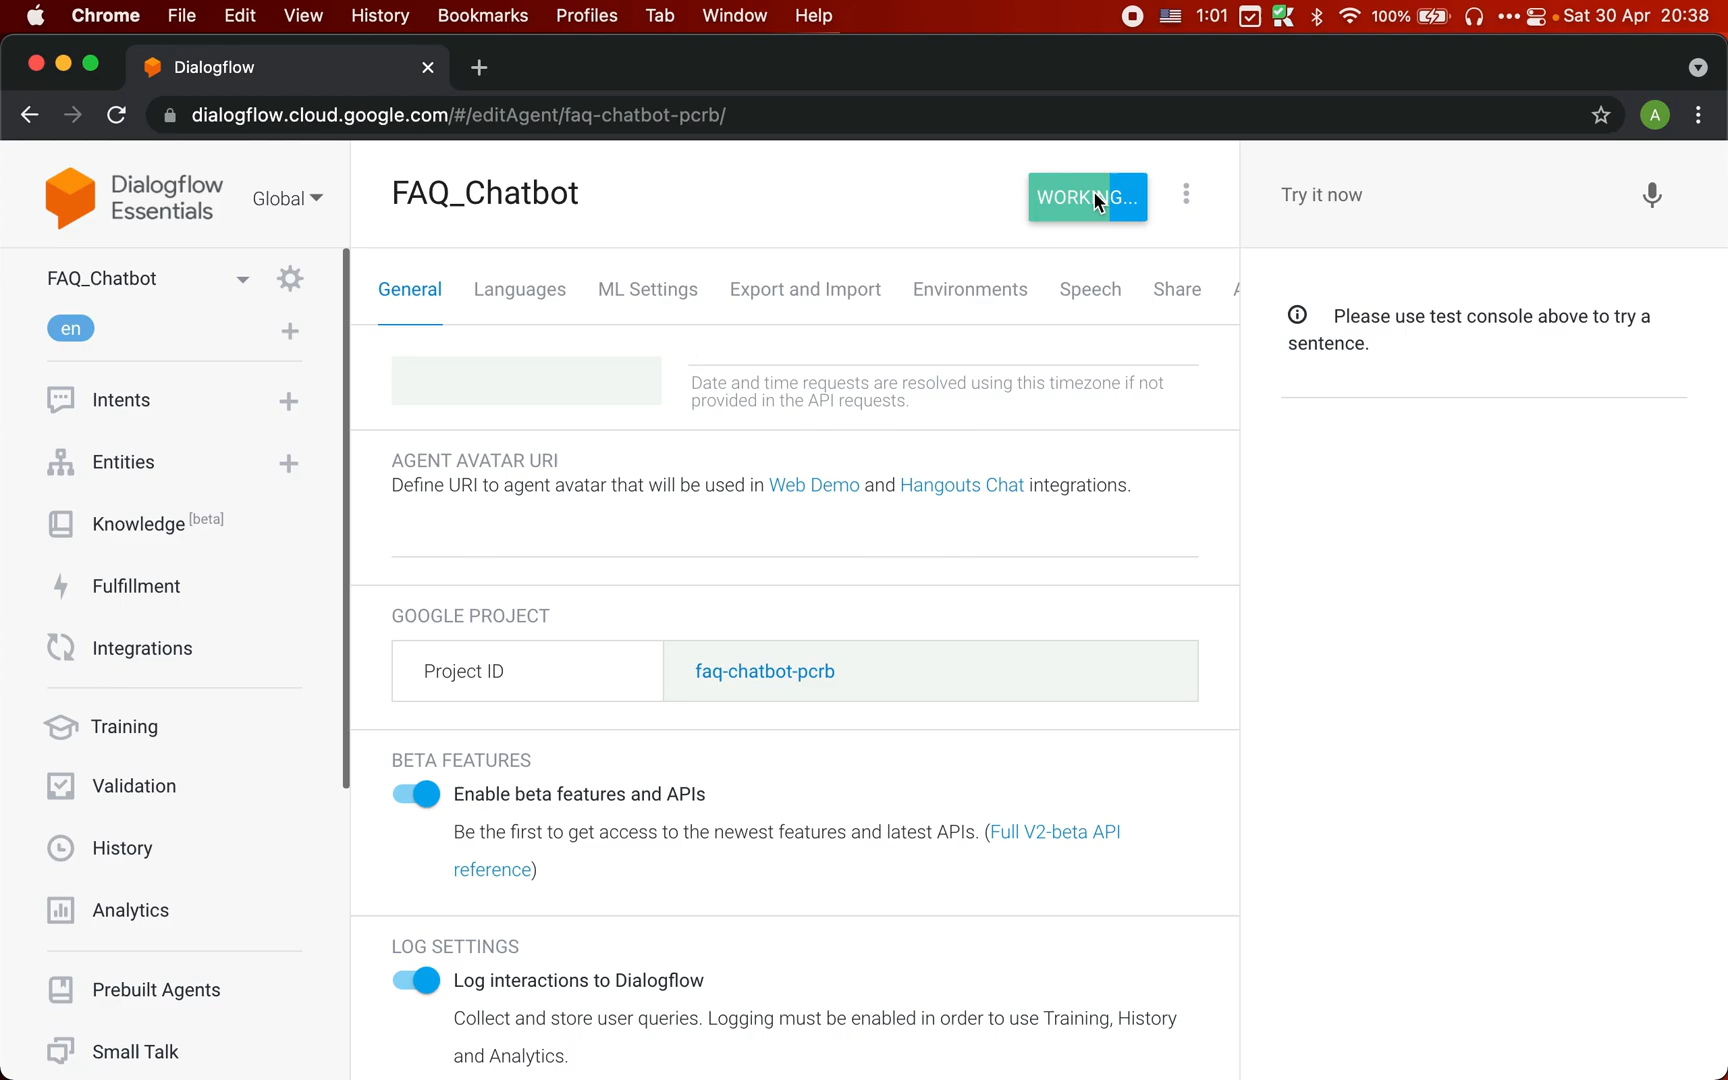 Chrome File Edit View History Bookmarks Profiles Tab Window Help 1:01 100% Sat 30 Apr 20:38
Dialogflow
dialogflow.cloud.google.com/#/editAgent/faq-chatbot-pcrb/
A
Dialogflow
Essentials
Global
FAQ_Chatbot
en
Intents
Entities
Knowledge [beta]
Fulfillment
Integrations
Training
Validation
History
Analytics
Prebuilt Agents
Small Talk
FAQ_Chatbot
WORKING...
General Languages ML Settings Export and Import Environments Speech Share
Date and time requests are resolved using this timezone if not
provided in the API requests.
AGENT AVATAR URI
Define URI to agent avatar that will be used in Web Demo and Hangouts Chat integrations.
GOOGLE PROJECT
Project ID faq-chatbot-pcrb
BETA FEATURES
Enable beta features and APIs
Be the first to get access to the newest features and latest APIs. (Full V2-beta API
reference)
LOG SETTINGS
Log interactions to Dialogflow
Collect and store user queries. Logging must be enabled in order to use Training, History
and Analytics.
Try it now
Please use test console above to try a
sentence.